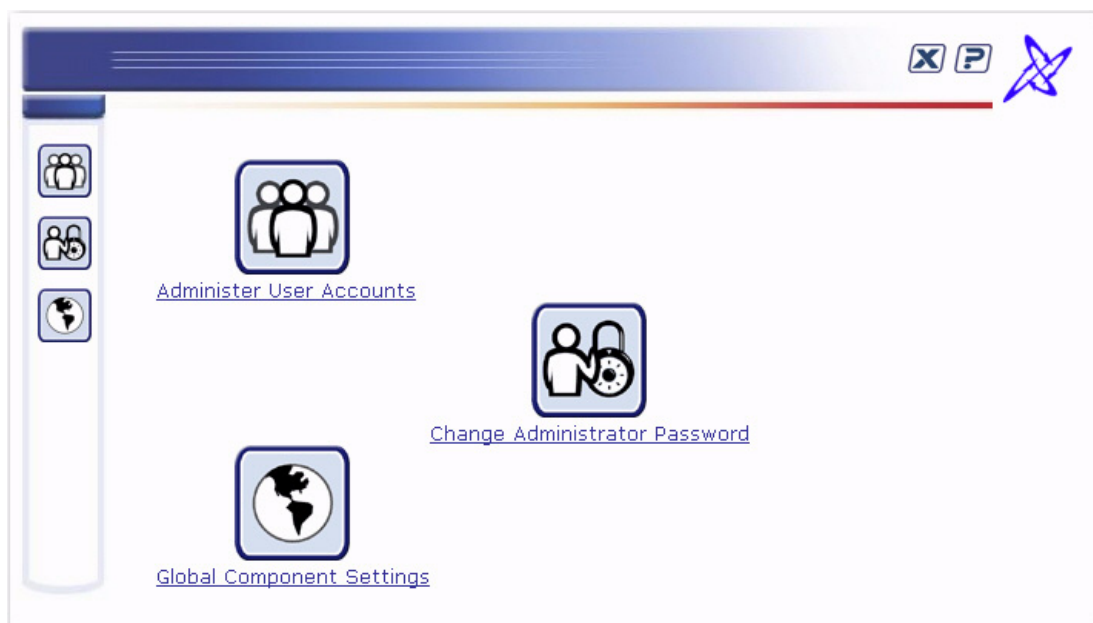 Administer User Accounts
Change Administrator Password
Global Component Settings